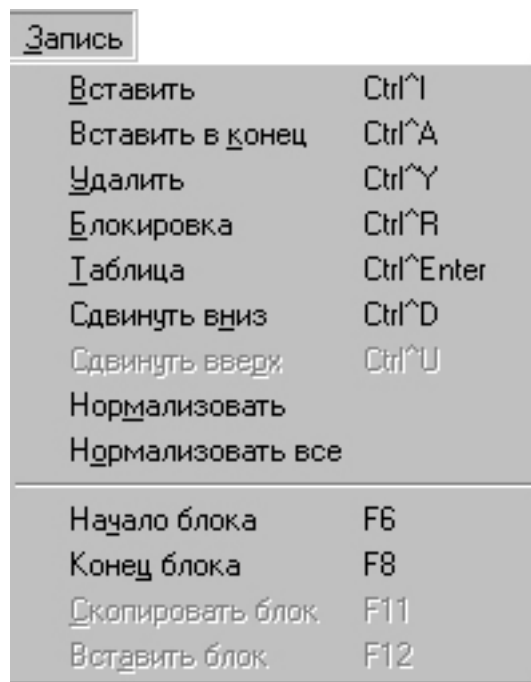 Запись
Вставить Ctrl^I
Вставить в конец Ctrl^A
Удалить Ctrl^Y
Блокировка Ctrl^R
Таблица Ctrl^Enter
Сдвинуть вниз Ctrl^D
Сдвинуть вверх Ctrl^U
Нормализовать
Нормализовать все
Начало блока F6
Конец блока F8
Скопировать блок F11
Вставить блок F12